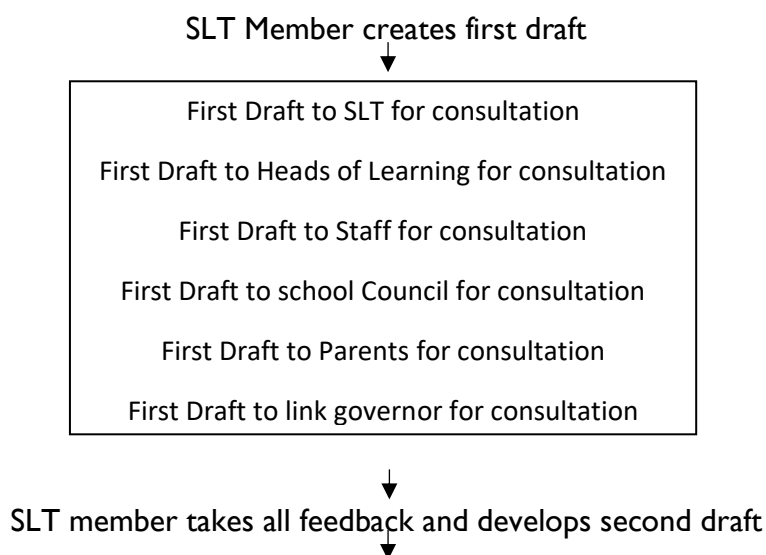 SLT Member creates first draft
First Draft to SLT for consultation
First Draft to Heads of Learning for consultation
First Draft to Staff for consultation
First Draft to school Council for consultation
First Draft to Parents for consultation
First Draft to link governor for consultation
SLT member takes all feedback and develops second draft